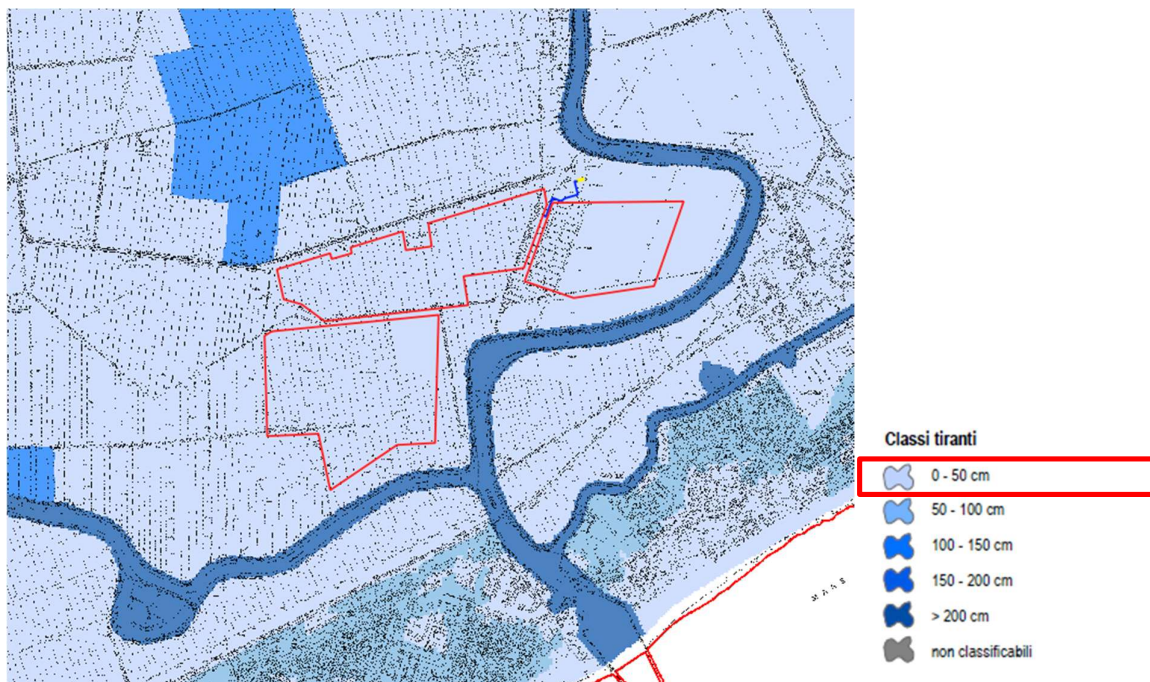 Classi tiranti
0 - 50 cm
50 - 100 cm
100 - 150 cm
150 - 200 cm
> 200 cm
non classificabili